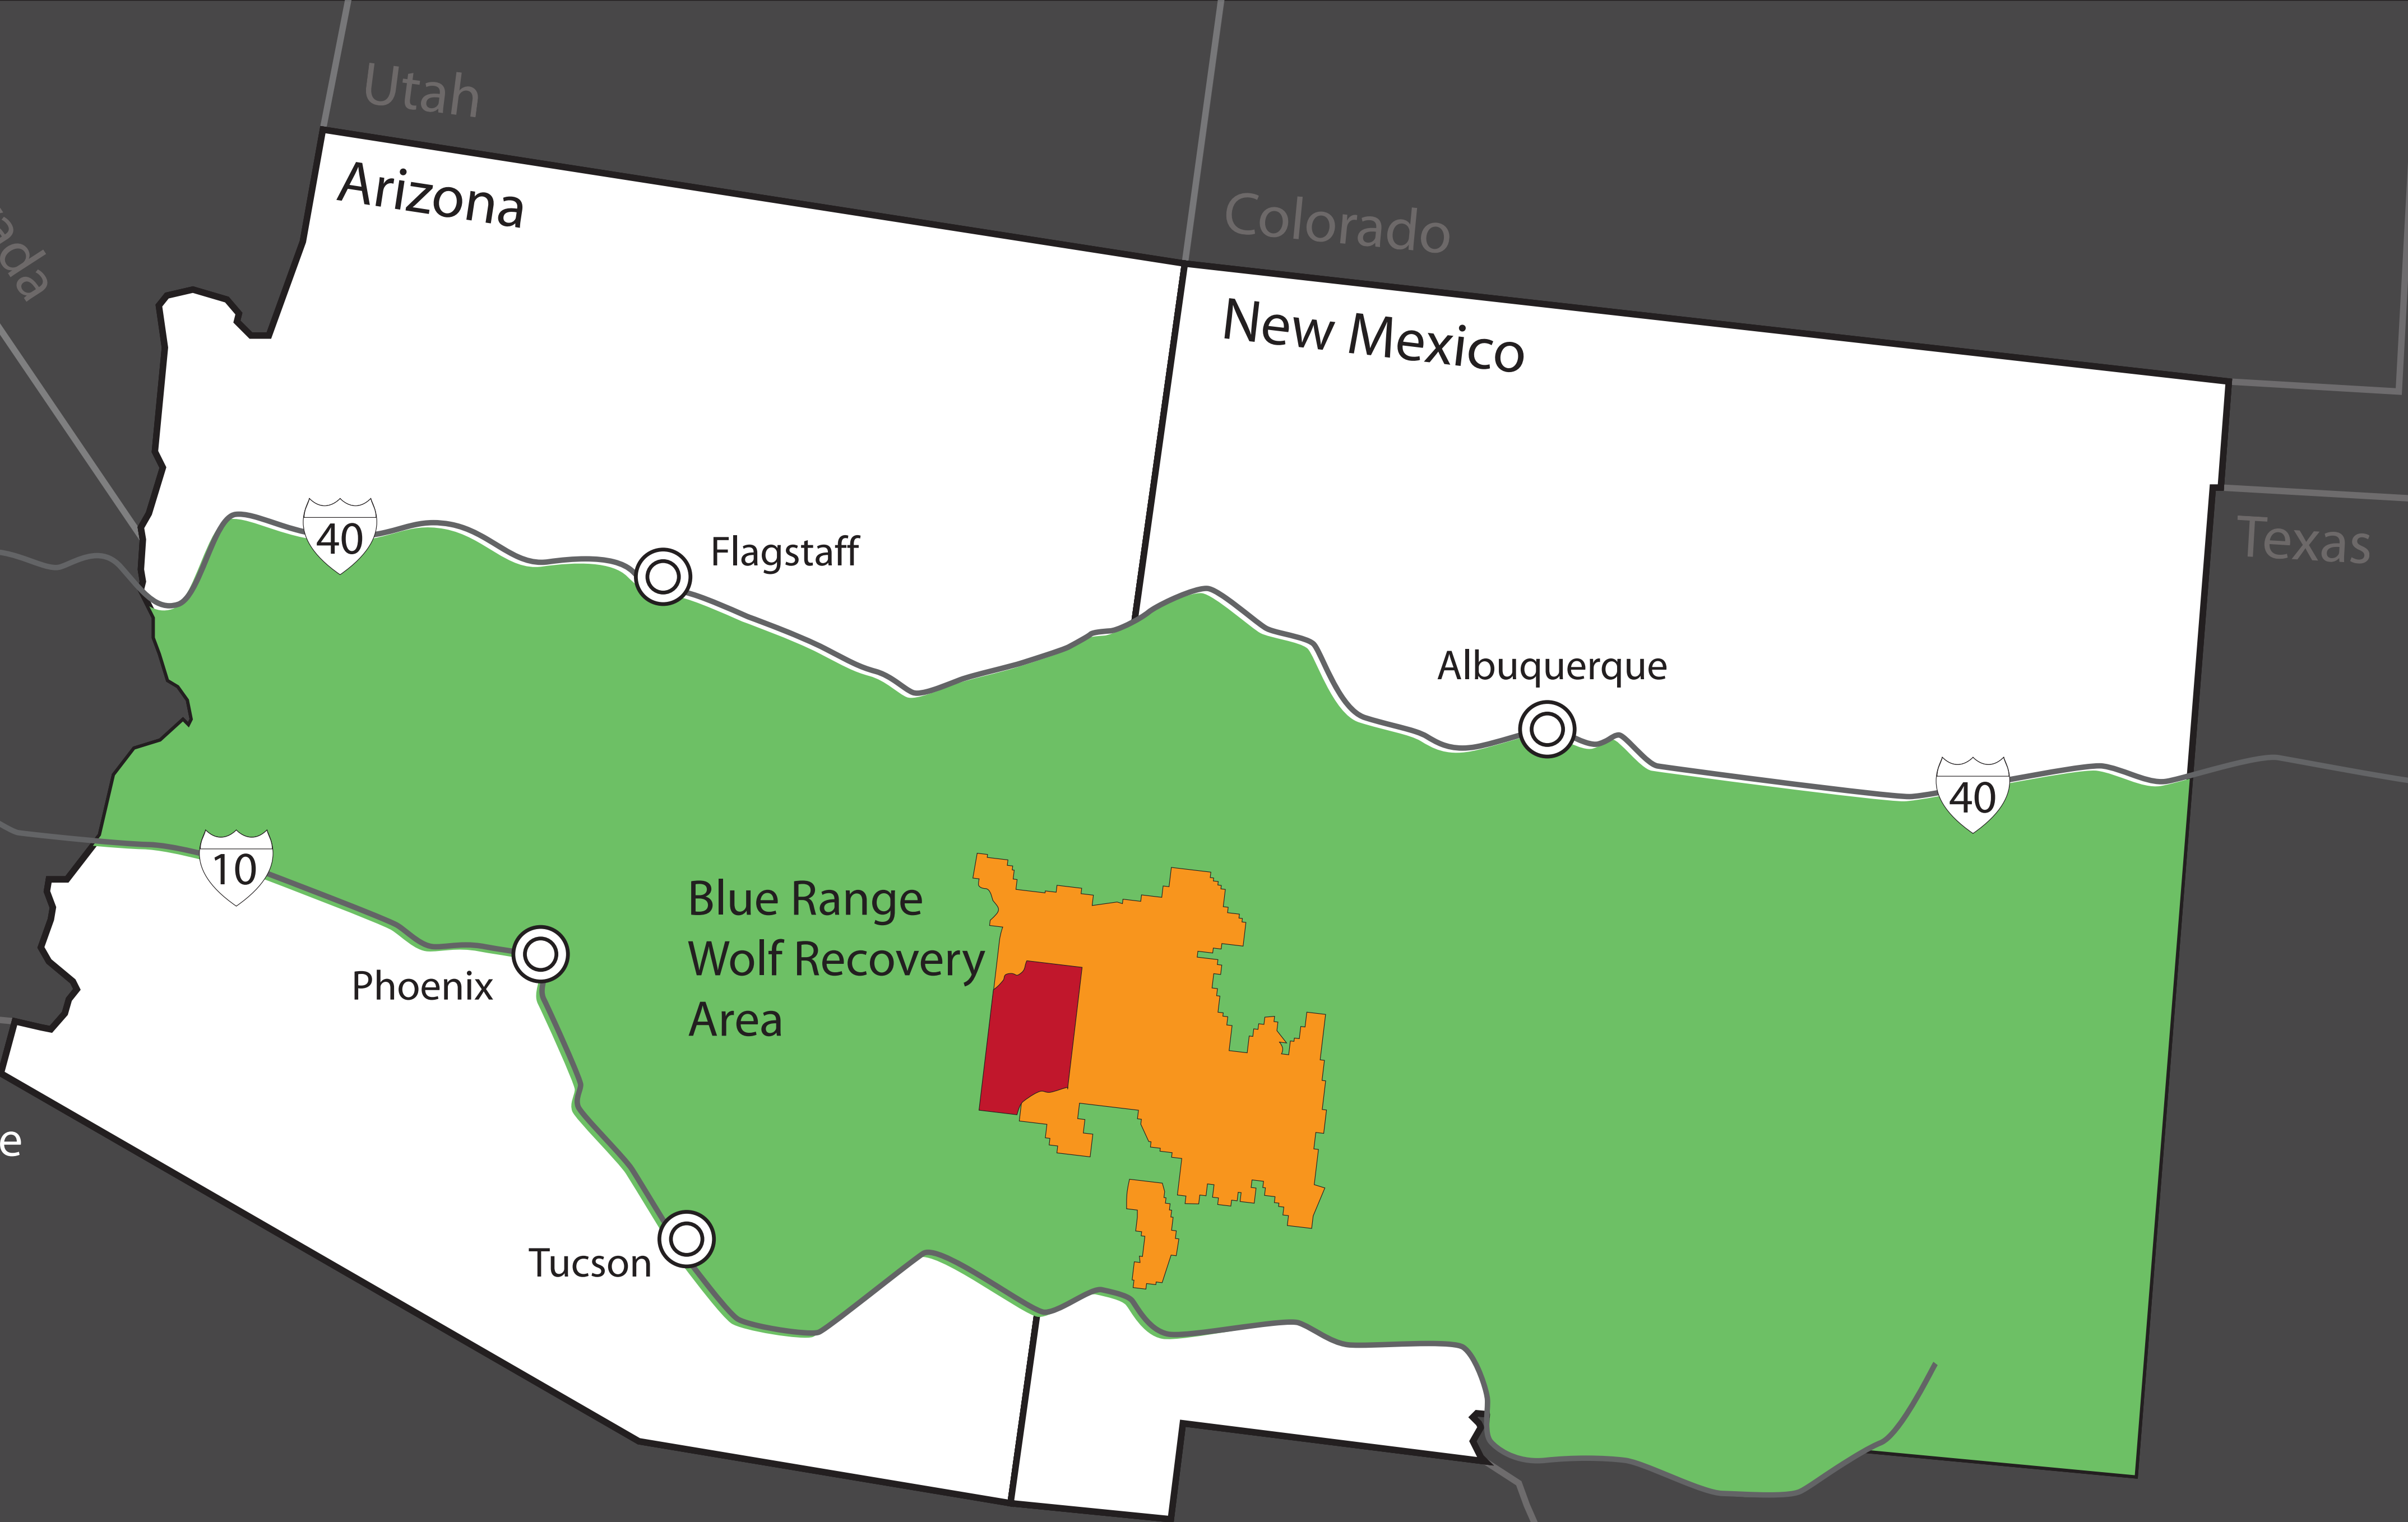 Utah
Arizona
Colorado
New Mexico
Texas
40
Flagstaff
Albuquerque
40
10
Blue Range
Wolf Recovery
Area
Phoenix
Tucson